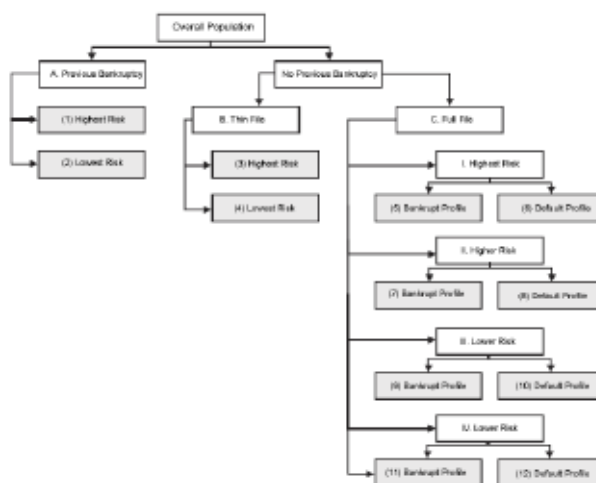 Overall Population
A. Previous Bankruptcy
No Previous Bankruptcy
(1) Highest Risk
(2) Lowest Risk
B. Thin File
C. Full File
(3) Highest Risk
(4) Lowest Risk
I. Highest Risk
(5) Bankrupt Profile
(6) Default Profile
II. Higher Risk
(7) Bankrupt Profile
(8) Default Profile
III. Lower Risk
(9) Bankrupt Profile
(10) Default Profile
IV. Lower Risk
(11) Bankrupt Profile
(12) Default Profile